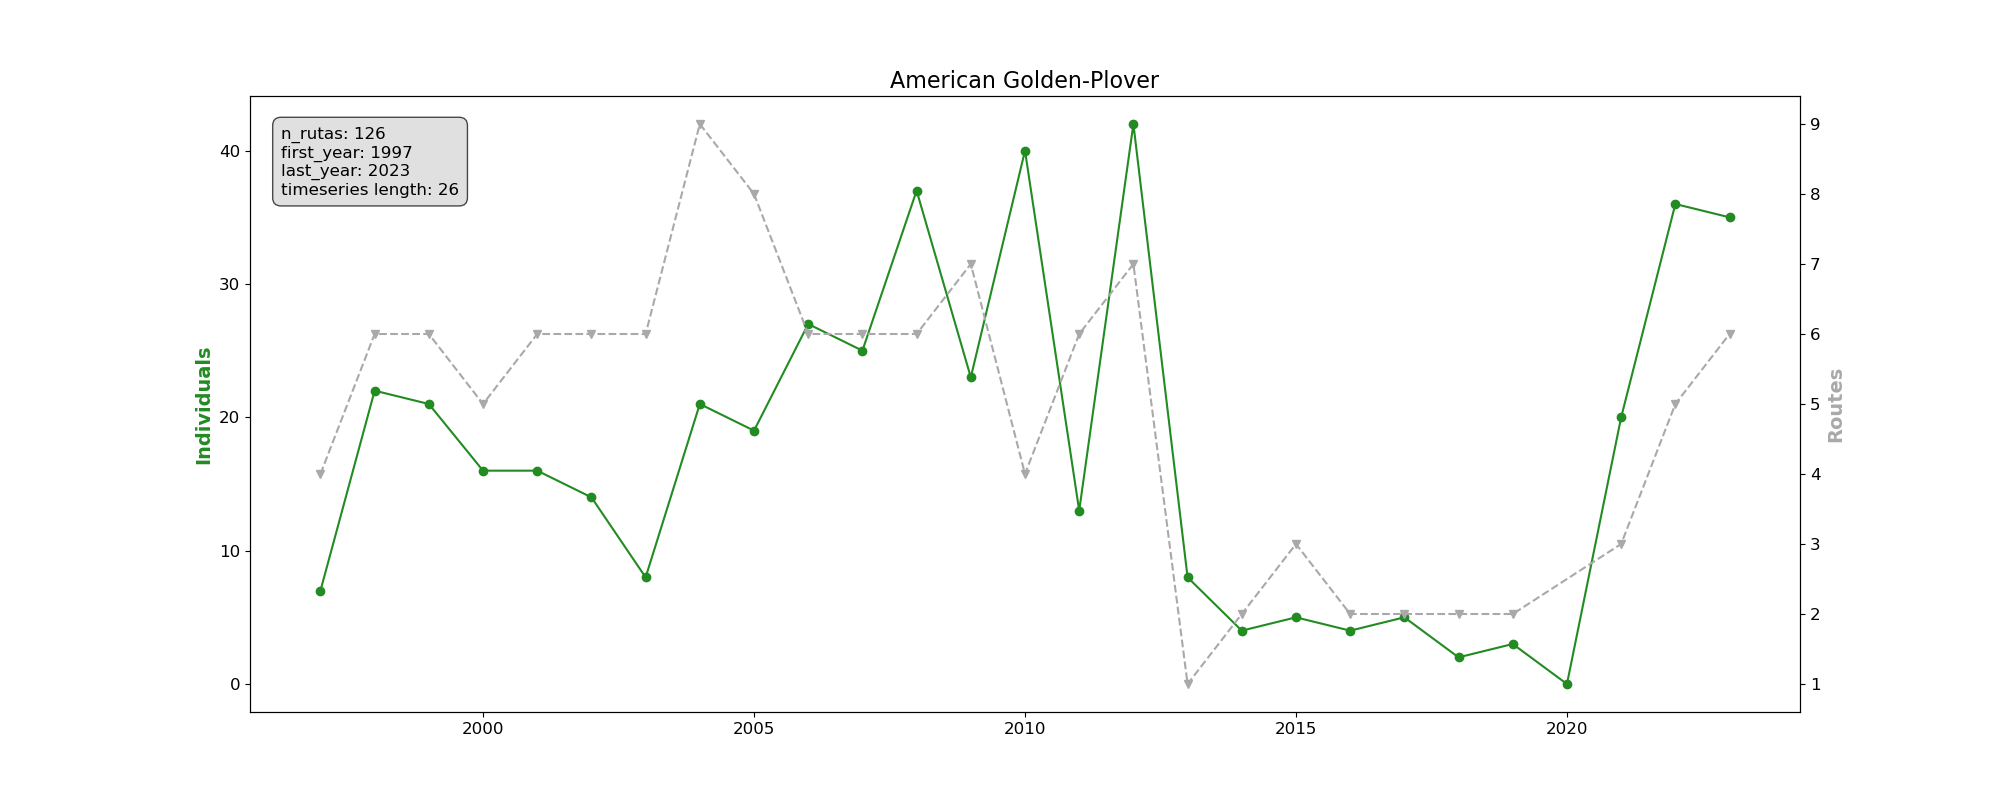 American Golden-Plover
n_rutas: 126
first_year: 1997
last_year: 2023
timeseries length: 26
Individuals
40
30
20
10
0
Routes
9
8
7
6
5
4
3
2
1
2000 2005 2010 2015 2020